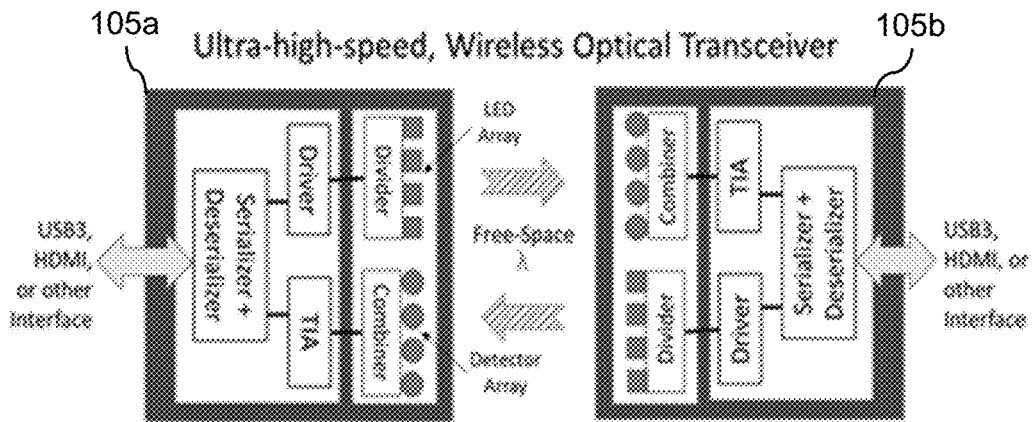 105a
105b
Ultra-high-speed, Wireless Optical Transceiver
USB3,
HDMI,
or other
Interface
Serializer +
Deserializer
Driver
TIA
Divider
Combiner
LED
Array
Free-Space
λ
Detector
Array
Combiner
Divider
TIA
Driver
Serializer +
Deserializer
USB3,
HDMI, or
other
Interface